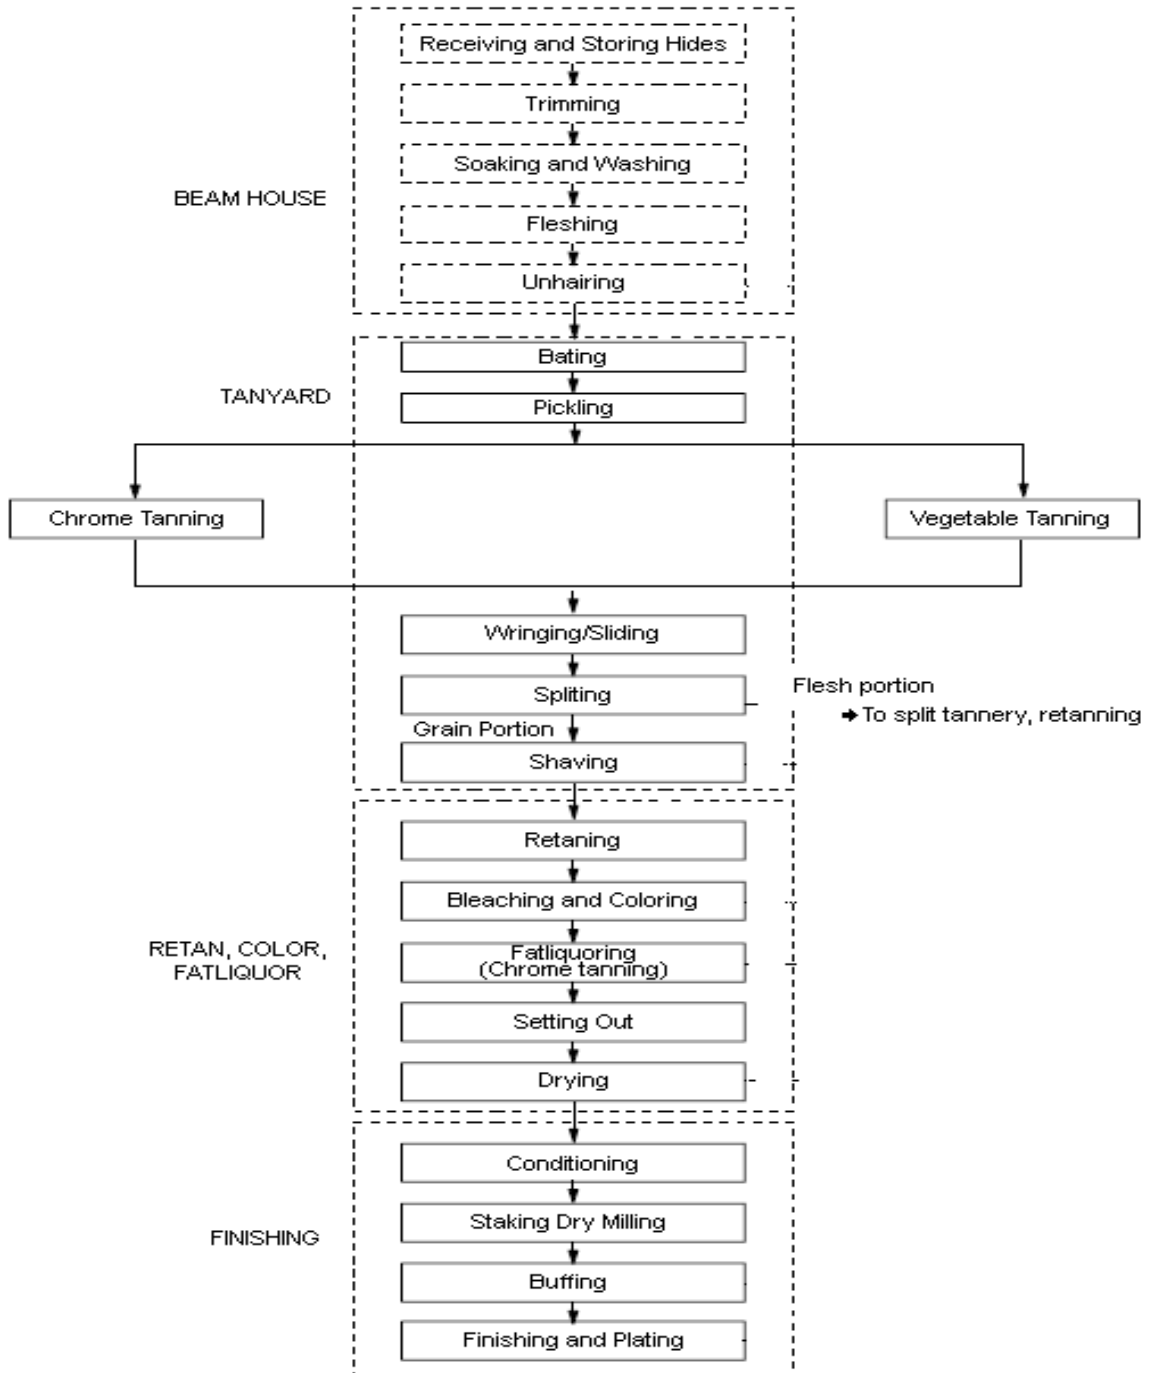 Receiving and Storing Hides
Trimming
Soaking and Washing
BEAM HOUSE
Fleshing
Unhairing
Bating
TANYARD
Pickling
Chrome Tanning
Vegetable Tanning
Wringing/Sliding
Spliting
Flesh portion
To split tannery, retanning
Grain Portion
Shaving
Retaning
Bleaching and Coloring
RETAN, COLOR,
FATLIQUOR
Fatliquoring
(Chrome tanning)
Setting Out
Drying
Conditioning
Staking Dry Milling
FINISHING
Buffing
Finishing and Plating